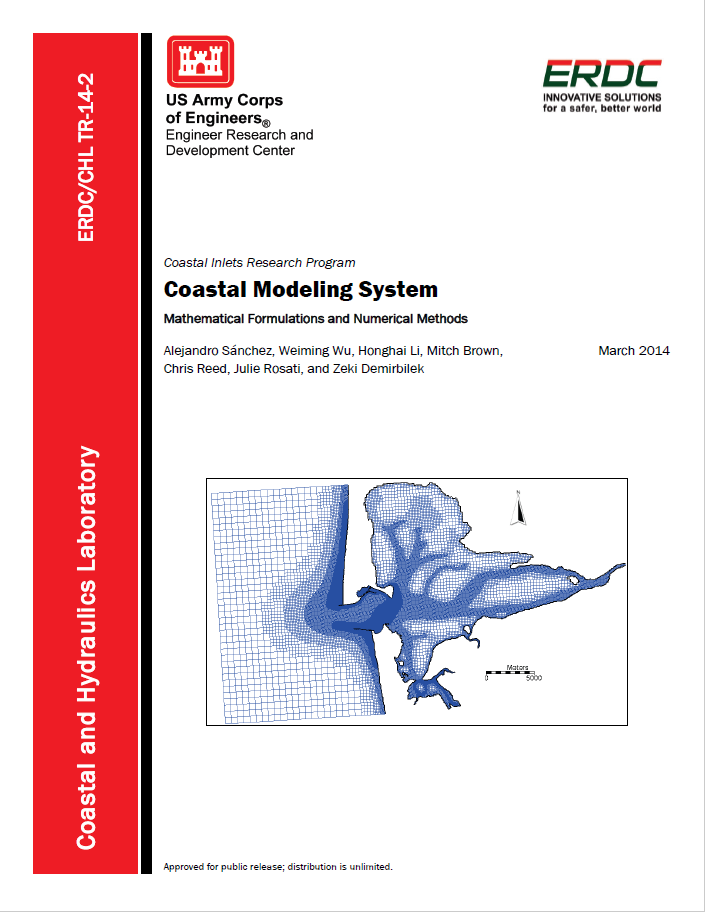 ERDC/CHL TR-14-2
Coastal and Hydraulics Laboratory
US Army Corps
of Engineers®
Engineer Research and
Development Center
ERDC
INNOVATIVE SOLUTIONS
for a safer, better world
Coastal Inlets Research Program
Coastal Modeling System
Mathematical Formulations and Numerical Methods
Alejandro Sánchez, Weiming Wu, Honghai Li, Mitch Brown,
Chris Reed, Julie Rosati, and Zeki Demirbilek
March 2014
N
Meters
0 5000
Approved for public release; distribution is unlimited.